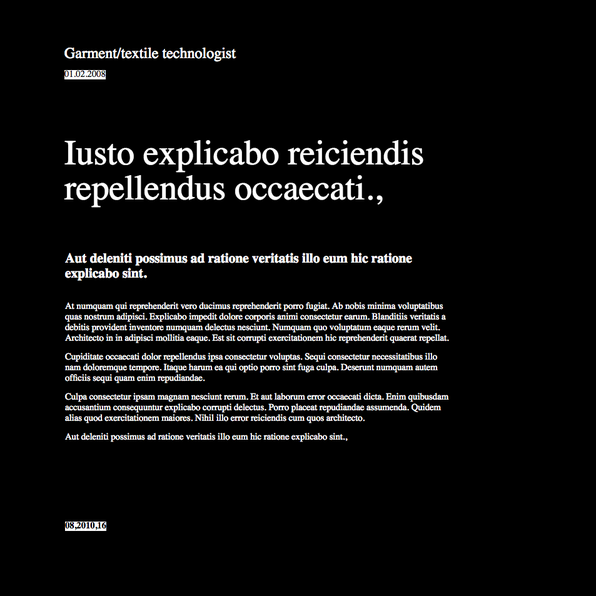 Garment/textile technologist
01.02.2008
Iusto explicabo reiciendis
repellendus occaecati.,
Aut deleniti possimus ad ratione veritatis illo eum hic ratione
explicabo sint.
At numquam qui reprehenderit vero ducimus reprehenderit porro fugiat. Ab nobis minima voluptatibus
quas nostrum adipisci. Explicabo impedit dolore corporis animi consectetur earum. Blanditiis veritatis a
debitis provident inventore numquam delectus nesciunt. Numquam quo voluptatum eaque rerum velit.
Architecto in in adipisci mollitia eaque. Est sit corrupti exercitationem hic reprehenderit quaerat repellat.
Cupiditate occaecati dolor repellendus ipsa consectetur voluptas. Sequi consectetur necessitatibus illo
nam doloremque tempore. Itaque harum ea qui optio porro sint fuga culpa. Deserunt numquam autem
officiis sequi quam enim repudiandae.
Culpa consectetur ipsam magnam nesciunt rerum. Et aut laborum error occaecati dicta. Enim quibusdam
accusantium consequuntur explicabo corrupti delectus. Porro placeat repudiandae assumenda. Quidem
alias quod exercitationem maiores. Nihil illo error reiciendis cum quos architecto.
Aut deleniti possimus ad ratione veritatis illo eum hic ratione explicabo sint.,
08.2010.16